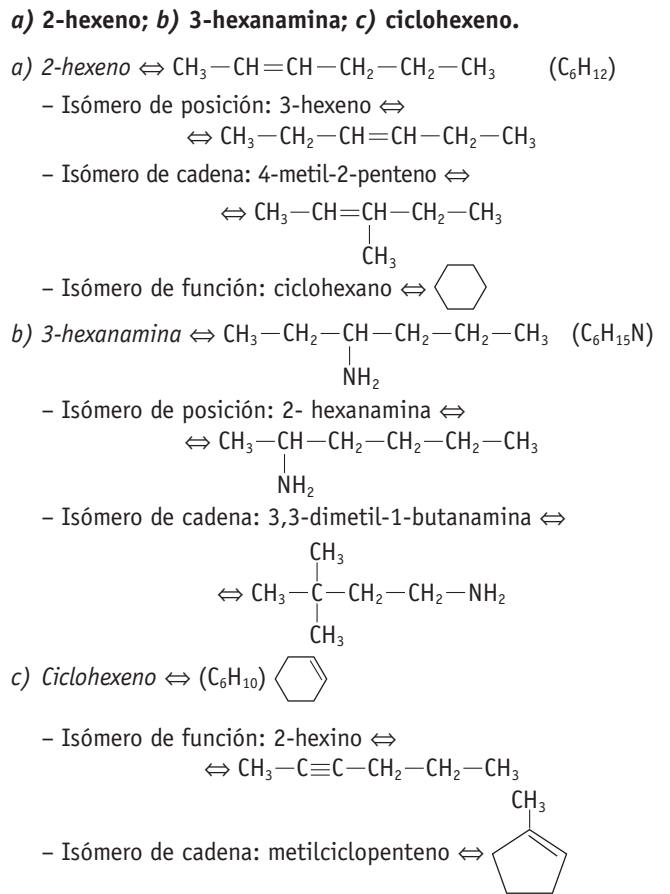 a) 2-hexeno; b) 3-hexanamina; c) ciclohexeno.
a) 2-hexeno ⇔ CH₃—CH=CH—CH₂—CH₂—CH₃ (C₆H₁₂)
– Isómero de posición: 3-hexeno ⇔
⇔ CH₃—CH₂—CH=CH—CH₂—CH₃
– Isómero de cadena: 4-metil-2-penteno ⇔
⇔ CH₃—CH=CH—CH₂—CH₃
CH₃
– Isómero de función: ciclohexano ⇔
b) 3-hexanamina ⇔ CH₃—CH₂—CH—CH₂—CH₂—CH₃ (C₆H₁₅N)
NH₂
– Isómero de posición: 2- hexanamina ⇔
⇔ CH₃—CH—CH₂—CH₂—CH₂—CH₃
NH₂
– Isómero de cadena: 3,3-dimetil-1-butanamina ⇔
CH₃
⇔ CH₃—C—CH₂—CH₂—NH₂
CH₃
c) Ciclohexeno ⇔ (C₆H₁₀)
– Isómero de función: 2-hexino ⇔
⇔ CH₃—C≡C—CH₂—CH₂—CH₃
CH₃
– Isómero de cadena: metilciclopenteno ⇔